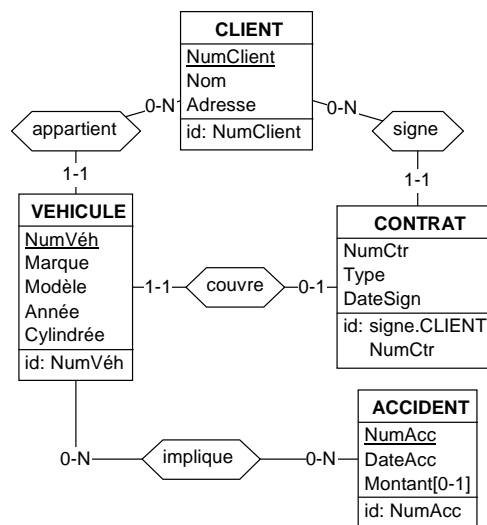 CLIENT
NumClient
Nom
Adresse
id: NumClient
0-N
0-N
appartient
signe
1-1
1-1
VEHICULE
NumVéh
Marque
Modèle
Année
Cylindrée
id: NumVéh
1-1
couvre
0-1
CONTRAT
NumCtr
Type
DateSign
id: signe.CLIENT
NumCtr
0-N
implique
0-N
ACCIDENT
NumAcc
DateAcc
Montant[0-1]
id: NumAcc